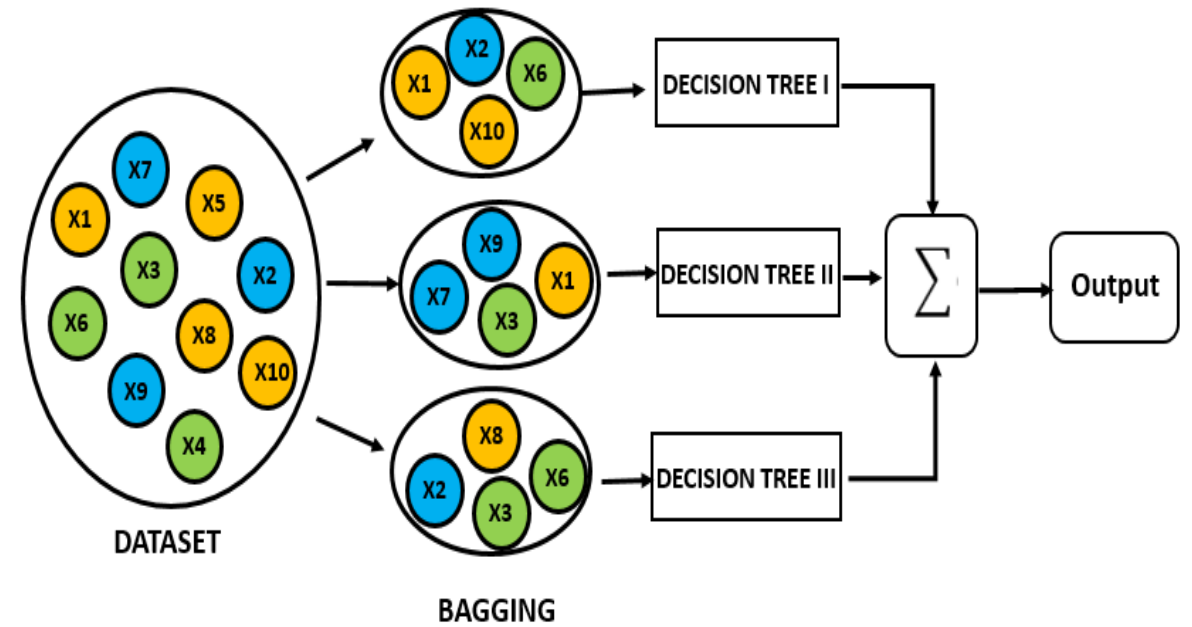 X7
X1
X5
X3
X2
X6
X8
X10
X9
X4
DATASET
X2
X1
X6
X10
X9
X7
X1
X3
X8
X2
X6
X3
BAGGING
DECISION TREE I
DECISION TREE II
DECISION TREE III
∑
Output